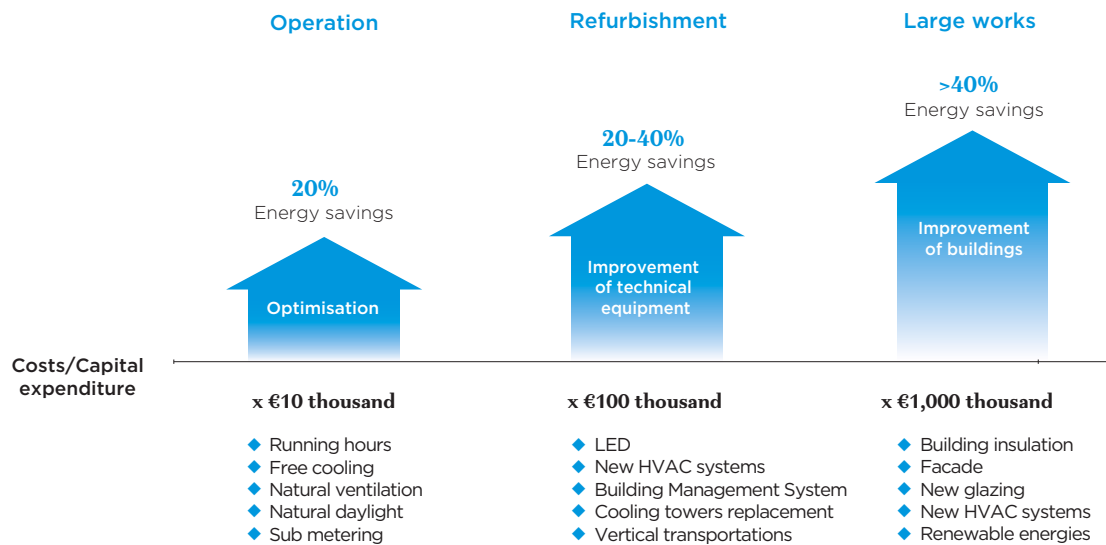 Operation
Refurbishment
Large works
20%
Energy savings
20-40%
Energy savings
>40%
Energy savings
Optimisation
Improvement
of technical
equipment
Improvement
of buildings
Costs/Capital
expenditure
x €10 thousand
Running hours
Free cooling
Natural ventilation
Natural daylight
Sub metering
x €100 thousand
LED
New HVAC systems
Building Management System
Cooling towers replacement
Vertical transportations
x €1,000 thousand
Building insulation
Facade
New glazing
New HVAC systems
Renewable energies